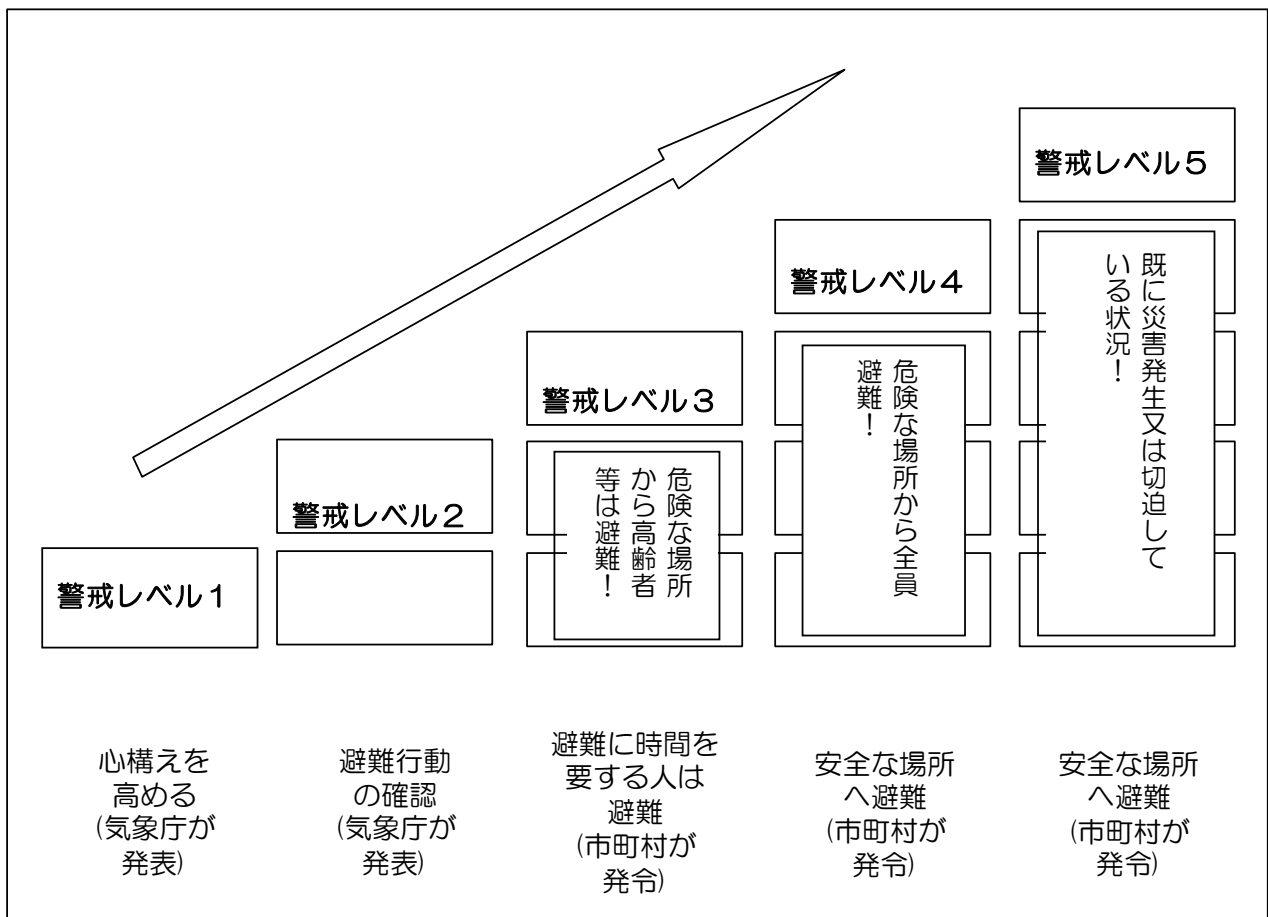 警戒レベル５
既に災害発生又は切迫して
いる状況！
警戒レベル４
危険な場所から全員
避難！
警戒レベル３
危険な場所
から高齢者
等は避難！
警戒レベル２
警戒レベル１
心構えを
高める
(気象庁が
発表)
避難行動
の確認
(気象庁が
発表)
避難に時間を
要する人は
避難
(市町村が
発令)
安全な場所
へ避難
(市町村が
発令)
安全な場所
へ避難
(市町村が
発令)